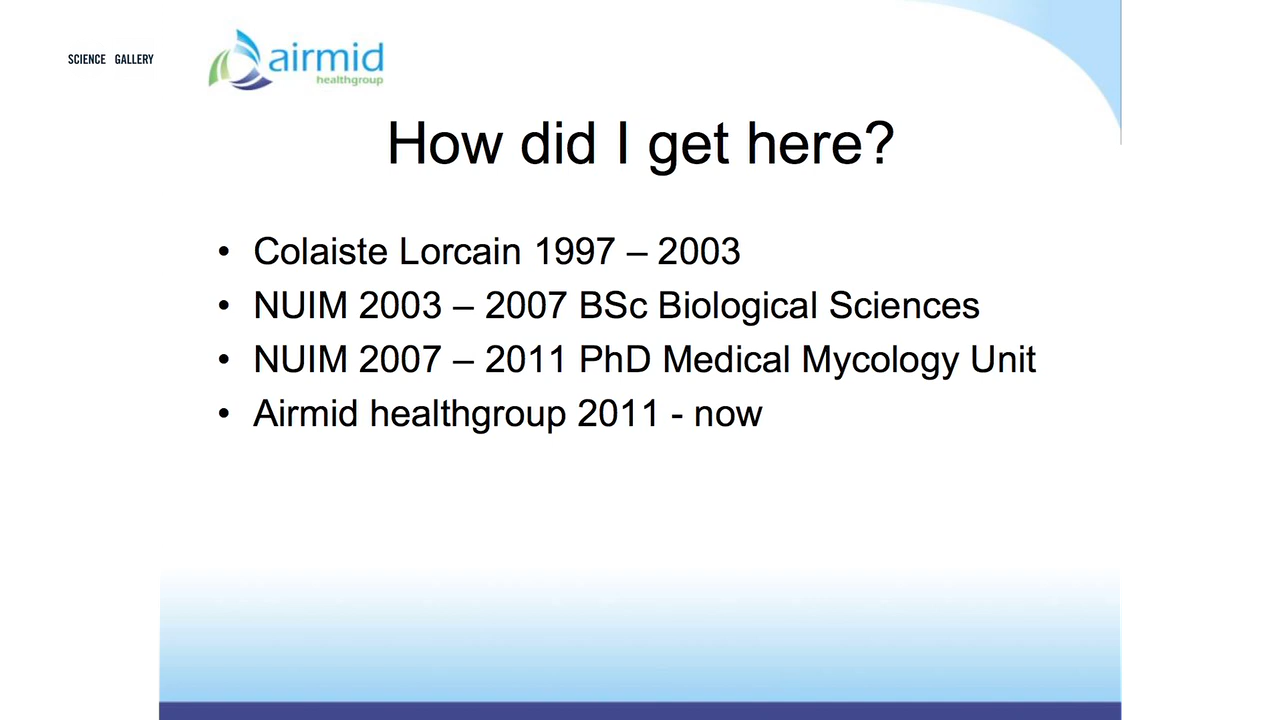 SCIENCE GALLERY
airmid
healthgroup
How did I get here?
• Colaiste Lorcain 1997 – 2003
• NUIM 2003 – 2007 BSc Biological Sciences
• NUIM 2007 – 2011 PhD Medical Mycology Unit
• Airmid healthgroup 2011 - now